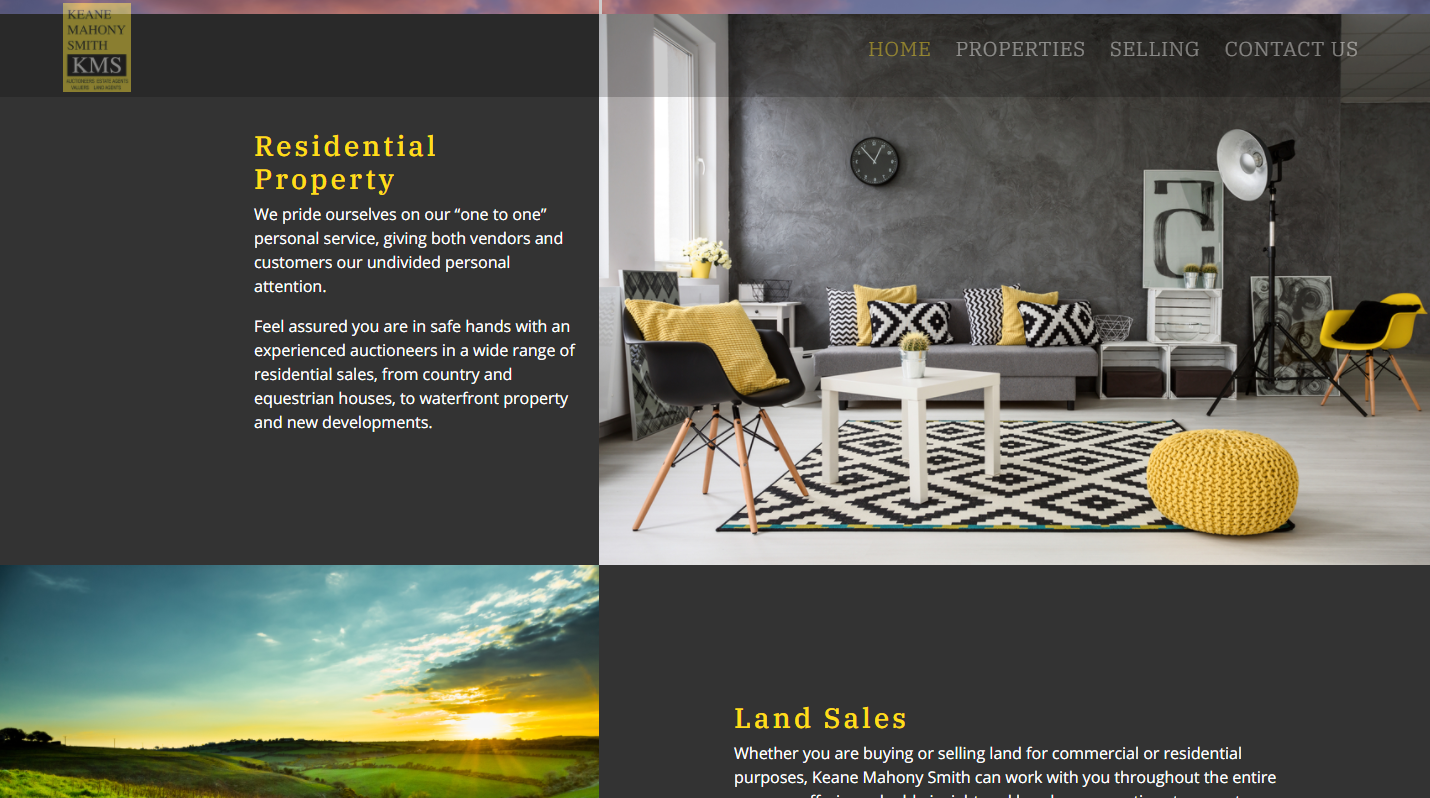 KEANE
MAHONY
SMITH
KMS
AUCTIONEERS ESTATE AGENTS
VALUERS LAND AGENTS
HOME PROPERTIES SELLING CONTACT US
Residential
Property
We pride ourselves on our “one to one”
personal service, giving both vendors and
customers our undivided personal
attention.
Feel assured you are in safe hands with an
experienced auctioneers in a wide range of
residential sales, from country and
equestrian houses, to waterfront property
and new developments.
C
Land Sales
Whether you are buying or selling land for commercial or residential
purposes, Keane Mahony Smith can work with you throughout the entire